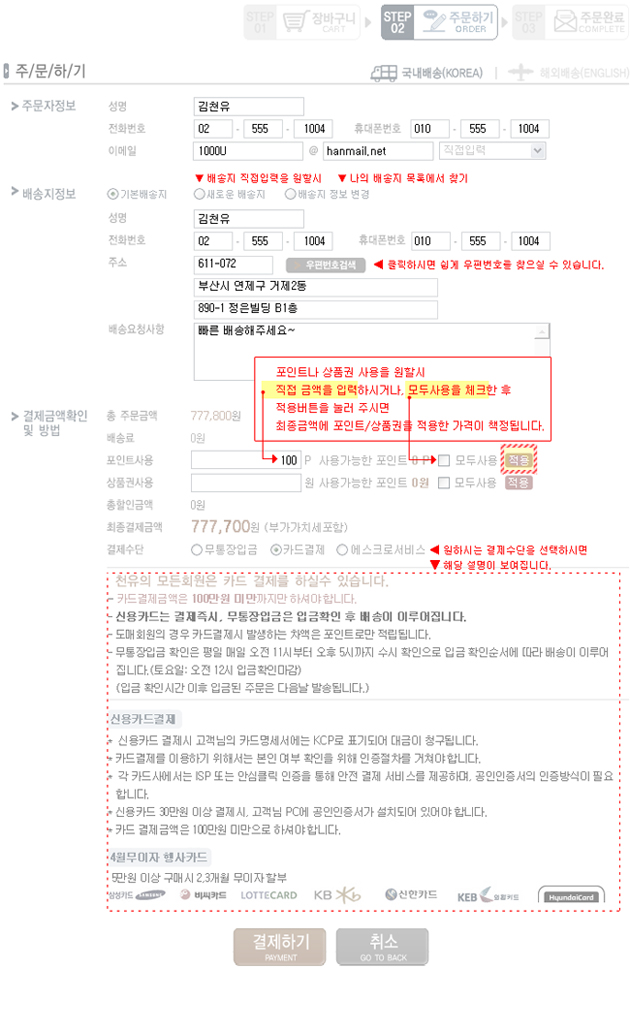 STEP 01 장바구니 CART
STEP 02 주문하기 ORDER
STEP 03 주문완료 COMPLETE
주/문/하/기
국내배송(KOREA) | 해외배송(ENGLISH)
> 주문자정보
성명 김천유
전화번호 02 - 555 - 1004 휴대폰번호 010 - 555 - 1004
이메일 1000U @ hanmail.net 직접입력
▼ 배송지 직접입력을 원할시 ▼ 나의 배송지 목록에서 찾기
> 배송지정보
기본배송지 새로운 배송지 배송지 정보 변경
성명 김천유
전화번호 02 - 555 - 1004 휴대폰번호 010 - 555 - 1004
주소 611-072 우편번호검색 ◀ 클릭하시면 쉽게 우편번호를 찾으실 수 있습니다.
부산시 연제구 거제2동
890-1 정은빌딩 B1층
배송요청사항 빠른 배송해주세요~
포인트나 상품권 사용을 원할시
직접 금액을 입력하시거나, 모두사용을 체크한 후
적용버튼을 눌러 주시면
최종금액에 포인트/상품권을 적용한 가격이 책정됩니다.
> 결제금액확인 및 방법
총 주문금액 777,800원
배송료 0원
포인트사용 100 P 사용가능한 포인트 0 P 모두사용 적용
상품권사용 원 사용가능한 포인트 0원 모두사용 적용
총할인금액 0원
최종결제금액 777,700원 (부가가치세포함)
결제수단 무통장입금 카드결제 에스크로서비스 ◀ 원하시는 결제수단을 선택하시면
▼ 해당 설명이 보여집니다.
천유의 모든회원은 카드 결제를 하실수 있습니다.
- 카드결제금액은 100만원 미만까지만 하셔야합니다.
- 신용카드는 결제즉시, 무통장입금은 입금확인 후 배송이 이루어집니다.
- 도매회원의 경우 카드결제시 발생하는 차액은 포인트로만 적립됩니다.
- 무통장입금 확인은 평일 매일 오전 11시부터 오후 5시까지 수시 확인으로 입금 확인순서에 따라 배송이 이루어
집니다.(토요일: 오전 12시 입금확인마감)
(입금 확인시간 이후 입금된 주문은 다음날 발송됩니다.)
신용카드결제
+ 신용카드 결제시 고객님의 카드명세서에는 KCP로 표기되어 대금이 청구됩니다.
+ 카드결제를 이용하기 위해서는 본인 여부 확인을 위해 인증절차를 거쳐야합니다.
+ 각 카드사에서는 ISP 또는 안심클릭 인증을 통해 안전 결제 서비스를 제공하며, 공인인증서의 인증방식이 필요
합니다.
+ 신용카드 30만원 이상 결제시, 고객님 PC에 공인인증서가 설치되어 있어야 합니다.
+ 카드 결제금액은 100만원 미만으로 하셔야합니다.
4월무이자 행사카드
5만원 이상 구매시 2,3개월 무이자 할부
삼성카드 SAMSUNG 비씨카드 LOTTECARD KB 신한카드 KEB 외환카드 HyundaiCard
결제하기 PAYMENT
취소 GO TO BACK